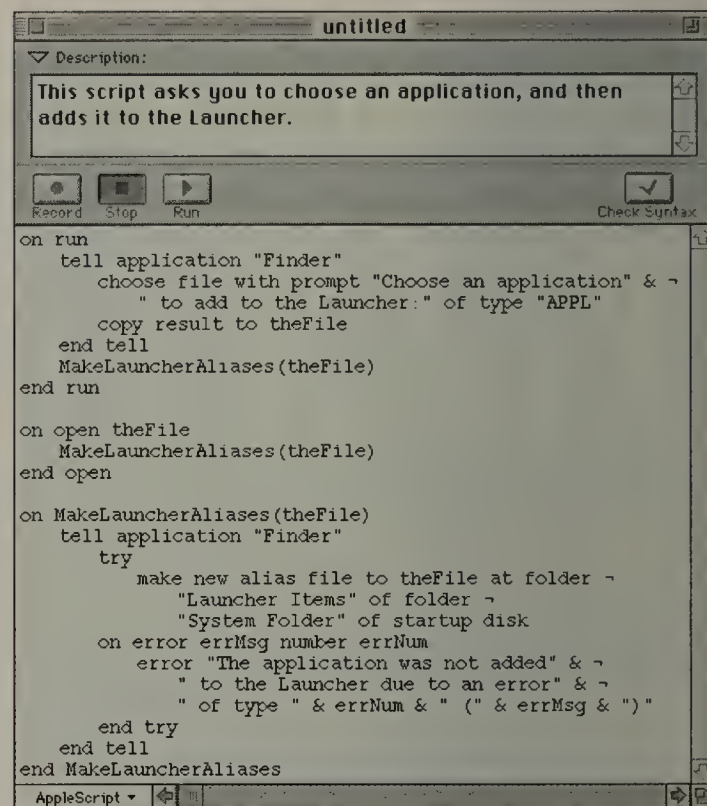 untitled
Description:
This script asks you to choose an application, and then
adds it to the Launcher.
Record Stop Run Check Syntax
on run
tell application "Finder"
choose file with prompt "Choose an application" & ¬
" to add to the Launcher:" of type "APPL"
copy result to theFile
end tell
MakeLauncherAliases(theFile)
end run
on open theFile
MakeLauncherAliases(theFile)
end open
on MakeLauncherAliases(theFile)
tell application "Finder"
try
make new alias file to theFile at folder ¬
"Launcher Items" of folder ¬
"System Folder" of startup disk
on error errMsg number errNum
error "The application was not added" & ¬
" to the Launcher due to an error" & ¬
" of type " & errNum & " (" & errMsg & ")"
end try
end tell
end MakeLauncherAliases
AppleScript